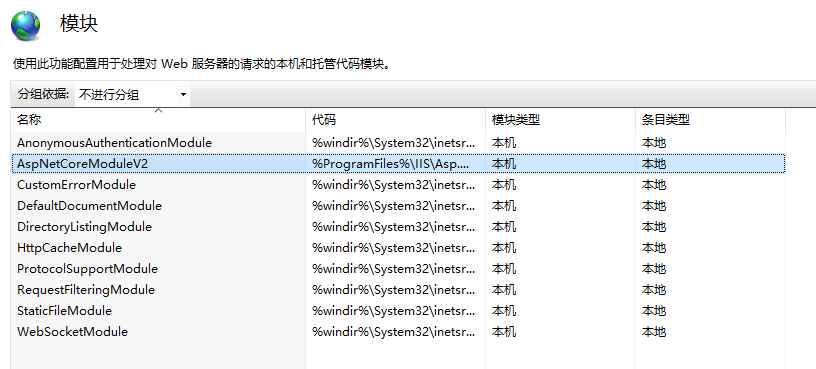 模块
使用此功能配置用于处理对 Web 服务器的请求的本机和托管代码模块。
分组依据: 不进行分组
名称 代码 模块类型 条目类型
AnonymousAuthenticationModule %windir%\System32\inetsr... 本机 本地
AspNetCoreModuleV2 %ProgramFiles%\IIS\Asp.... 本机 本地
CustomErrorModule %windir%\System32\inetsr... 本机 本地
DefaultDocumentModule %windir%\System32\inetsr... 本机 本地
DirectoryListingModule %windir%\System32\inetsr... 本机 本地
HttpCacheModule %windir%\System32\inetsr... 本机 本地
ProtocolSupportModule %windir%\System32\inetsr... 本机 本地
RequestFilteringModule %windir%\System32\inetsr... 本机 本地
StaticFileModule %windir%\System32\inetsr... 本机 本地
WebSocketModule %windir%\System32\inetsr... 本机 本地